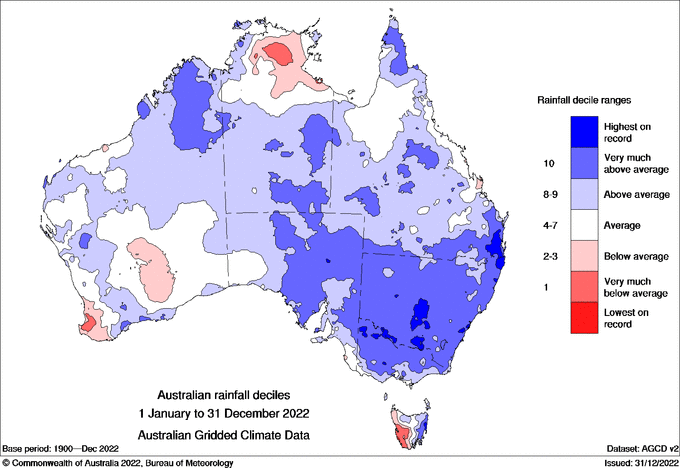 Rainfall decile ranges
Highest on
record
10
Very much
above average
8-9
Above average
4-7
Average
2-3
Below average
1
Very much
below average
Lowest on
record
Australian rainfall deciles
1 January to 31 December 2022
Australian Gridded Climate Data
Base period: 1900—Dec 2022
Dataset: AGCD v2
© Commonwealth of Australia 2022, Bureau of Meteorology
Issued: 31/12/2022